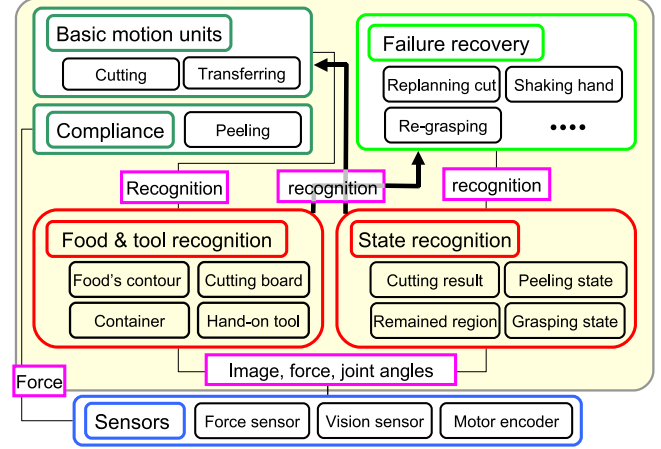 Basic motion units
Cutting
Transferring
Failure recovery
Replanning cut
Shaking hand
Re-grasping
••••
Compliance
Peeling
Recognition
recognition
recognition
Food & tool recognition
Food's contour
Cutting board
Container
Hand-on tool
State recognition
Cutting result
Peeling state
Remained region
Grasping state
Image, force, joint angles
Force
Sensors
Force sensor
Vision sensor
Motor encoder